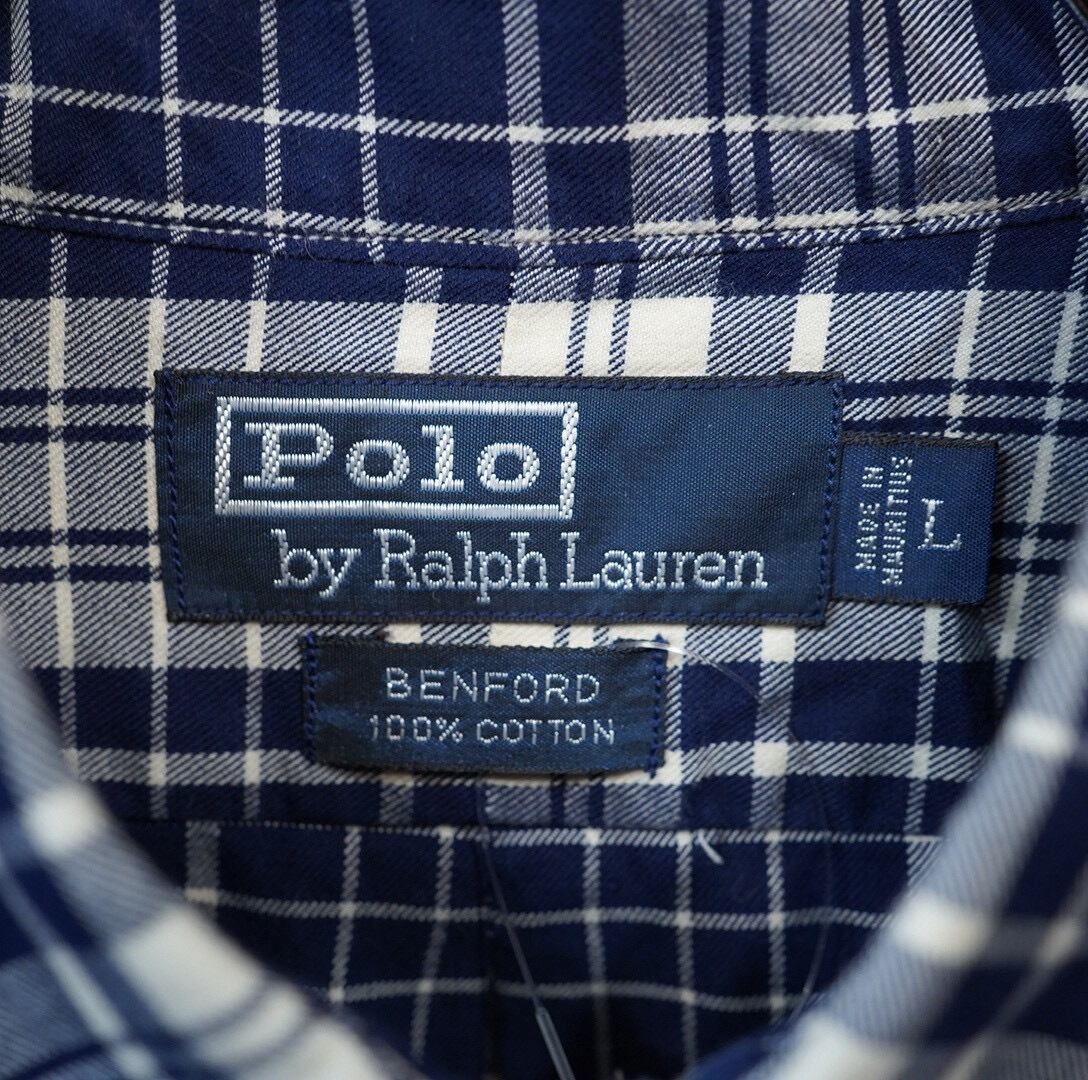 Polo
by Ralph Lauren
MADE IN
MAURITIUS
L
BENFORD
100% COTTON